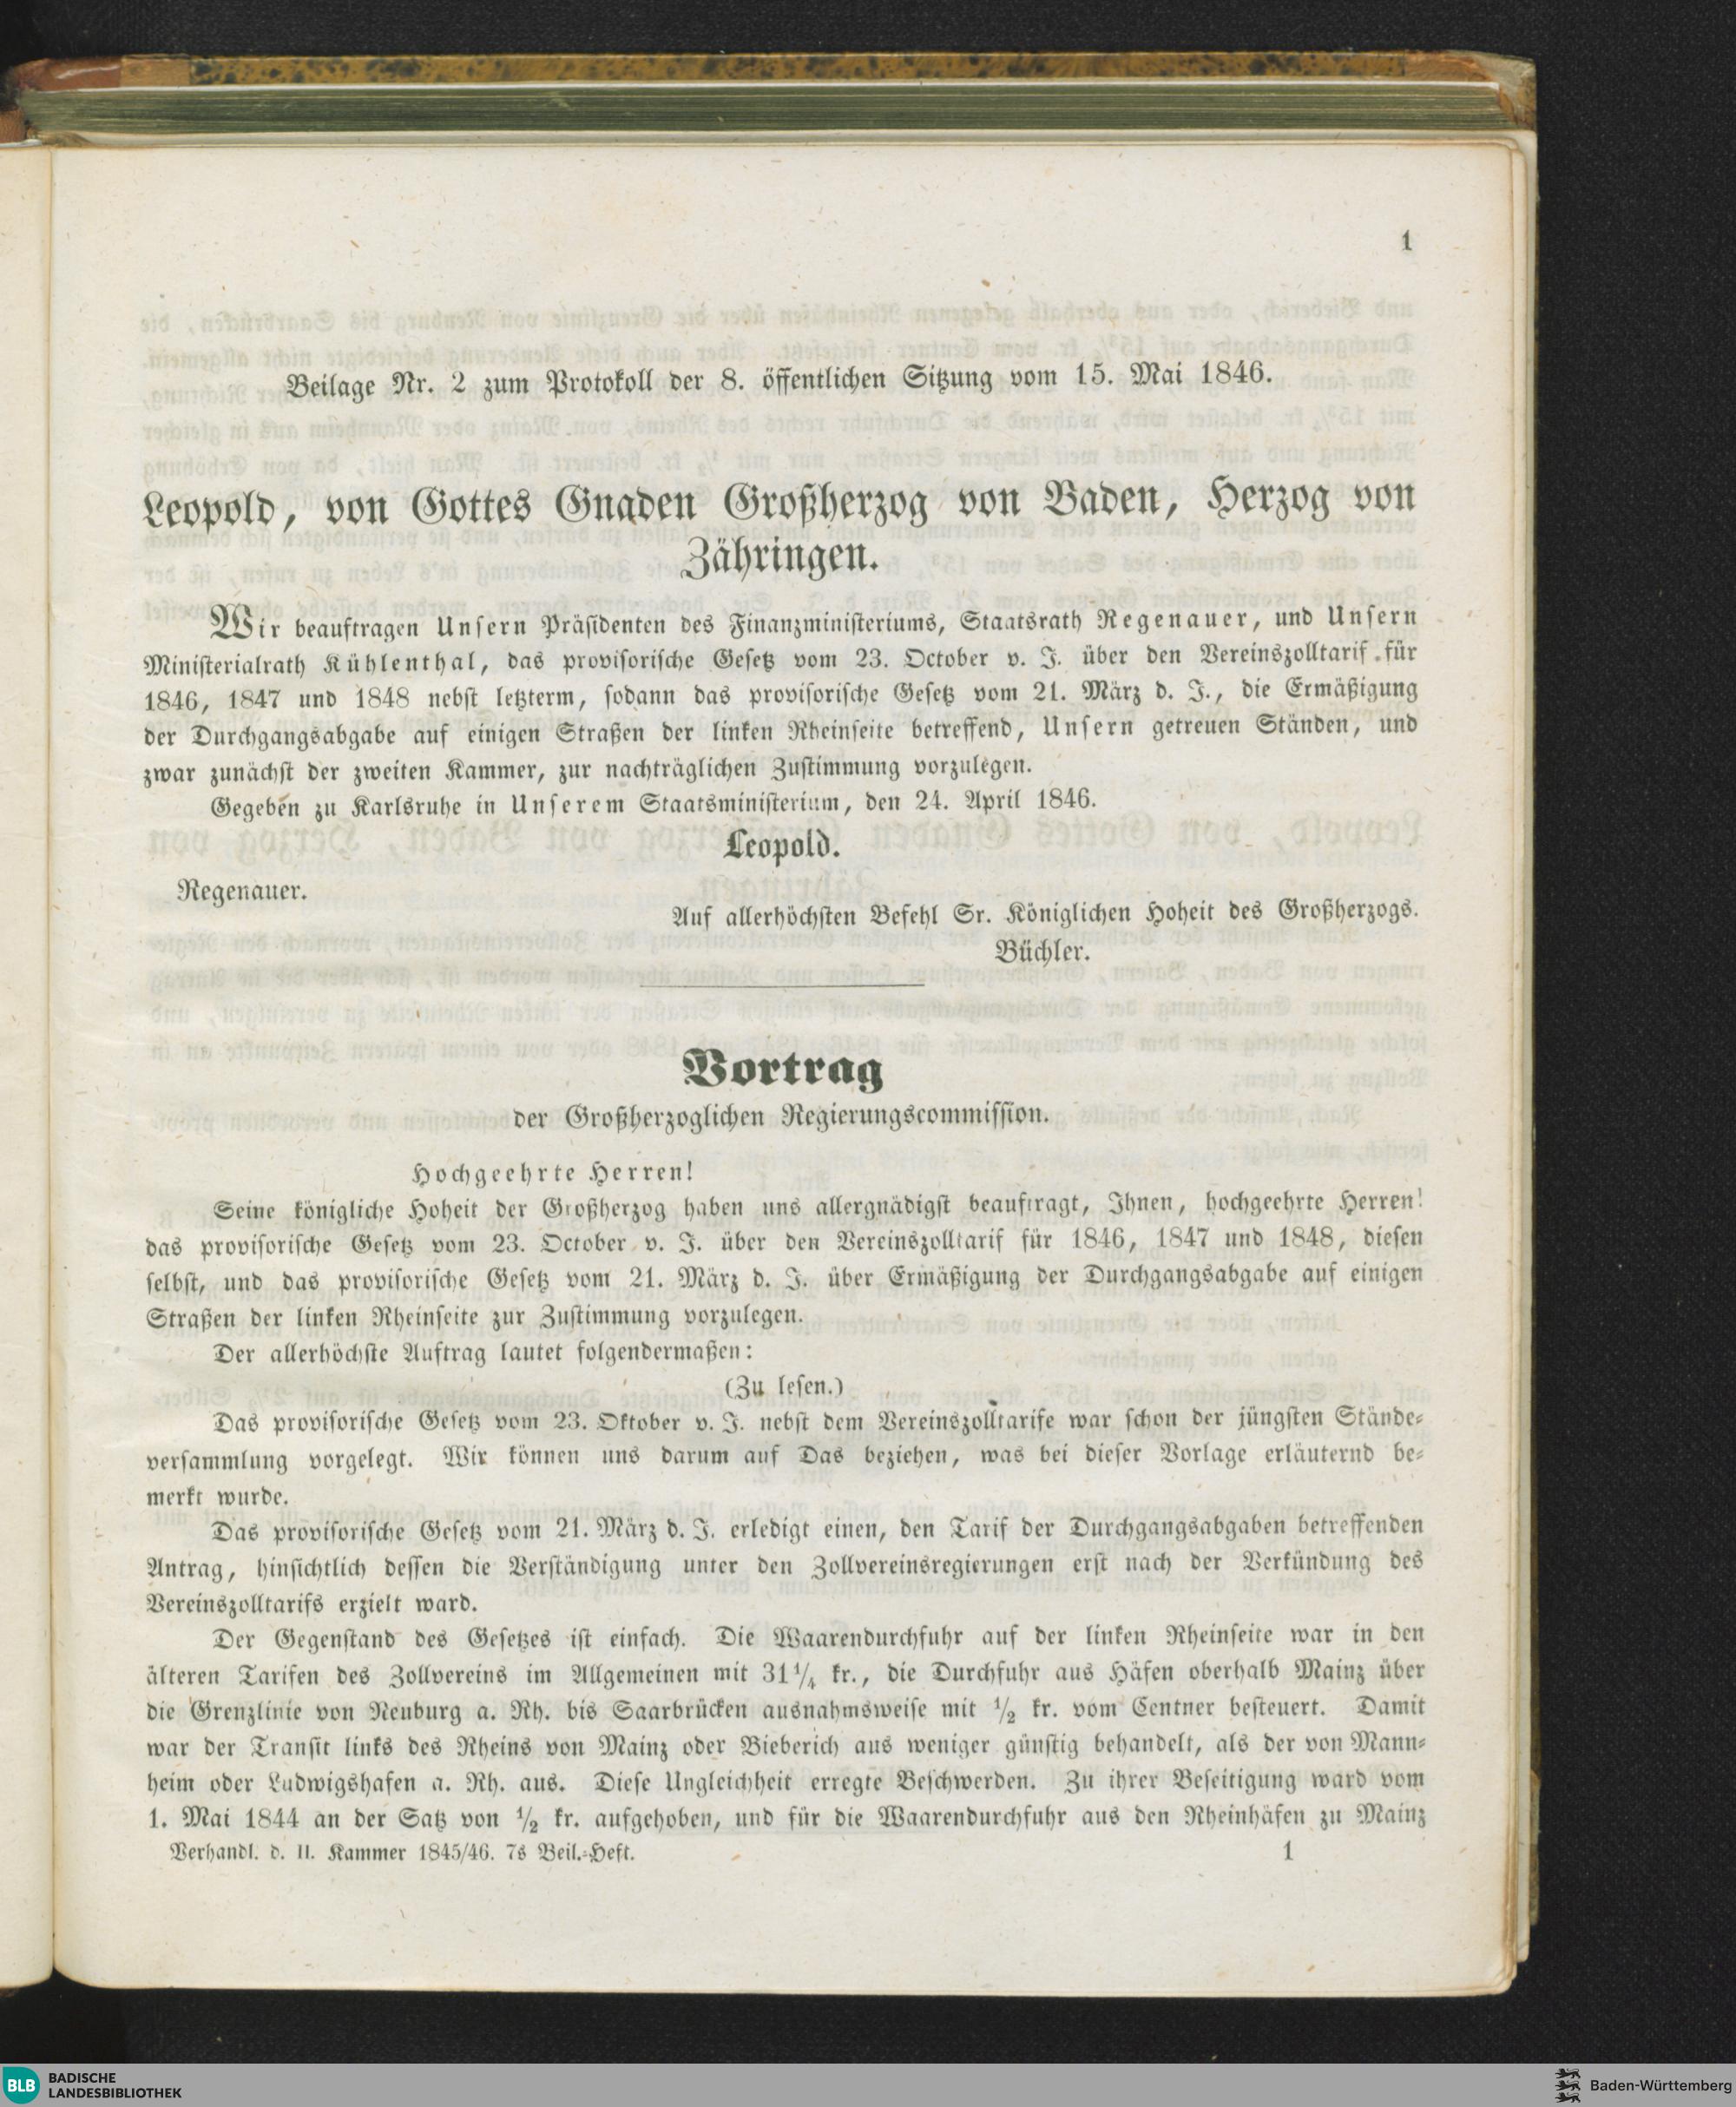 1
Beilage Nr. 2 zum Protokoll der 8. öffentlichen Sitzung vom 15. Mai 1846.
Leopold, von Gottes Gnaden Großherzog von Baden, Herzog von
Zähringen.
Wir beauftragen Unsern Präsidenten des Finanzministeriums, Staatsrath Regenauer, und Unsern
Ministerialrath Kühlenthal, das provisorische Gesetz vom 23. October v. J. über den Vereinszolltarif für
1846, 1847 und 1848 nebst letzterm, sodann das provisorische Gesetz vom 21. März d. J., die Ermäßigung
der Durchgangsabgabe auf einigen Straßen der linken Rheinseite betreffend, Unsern getreuen Ständen, und
zwar zunächst der zweiten Kammer, zur nachträglichen Zustimmung vorzulegen.
Gegeben zu Karlsruhe in Unserem Staatsministerium, den 24. April 1846.
Leopold.
Regenauer.
Auf allerhöchsten Befehl Sr. Königlichen Hoheit des Großherzogs.
Büchler.
Vortrag
der Großherzoglichen Regierungscommission.
Hochgeehrte Herren!
Seine königliche Hoheit der Großherzog haben uns allergnädigst beauftragt, Ihnen, hochgeehrte Herren!
das provisorische Gesetz vom 23. October v. J. über den Vereinszolltarif für 1846, 1847 und 1848, diesen
selbst, und das provisorische Gesetz vom 21. März d. J. über Ermäßigung der Durchgangsabgabe auf einigen
Straßen der linken Rheinseite zur Zustimmung vorzulegen.
Der allerhöchste Auftrag lautet folgendermaßen:
(Zu lesen.)
Das provisorische Gesetz vom 23. Oktober v. J. nebst dem Vereinszolltarife war schon der jüngsten Stände-
versammlung vorgelegt. Wir können uns darum auf Das beziehen, was bei dieser Vorlage erläuternd be-
merkt wurde.
Das provisorische Gesetz vom 21. März d. J. erledigt einen, den Tarif der Durchgangsabgaben betreffenden
Antrag, hinsichtlich dessen die Verständigung unter den Zollvereinsregierungen erst nach der Verkündung des
Vereinszolltarifs erzielt ward.
Der Gegenstand des Gesetzes ist einfach. Die Waarendurchfuhr auf der linken Rheinseite war in den
älteren Tarifen des Zollvereins im Allgemeinen mit 31 1/4 kr., die Durchfuhr aus Häfen oberhalb Mainz über
die Grenzlinie von Neuburg a. Rh. bis Saarbrücken ausnahmsweise mit 1/2 kr. vom Centner besteuert. Damit
war der Transit links des Rheins von Mainz oder Bieberich aus weniger günstig behandelt, als der von Mann-
heim oder Ludwigshafen a. Rh. aus. Diese Ungleichheit erregte Beschwerden. Zu ihrer Beseitigung ward vom
1. Mai 1844 an der Satz von 1/2 kr. aufgehoben, und für die Waarendurchfuhr aus den Rheinhäfen zu Mainz
Verhandl. d. II. Kammer 1845/46. 7s Beil.-Heft. 1
BLB BADISCHE
LANDESBIBLIOTHEK
Baden-Württemberg